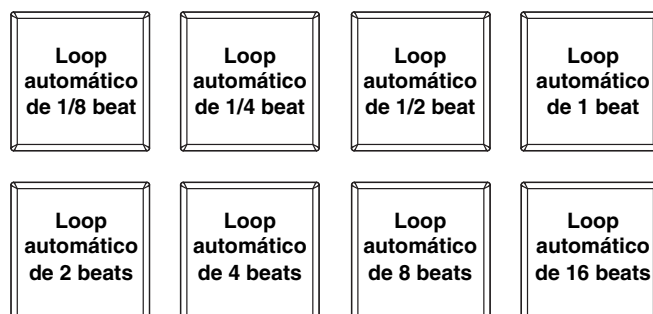 Loop
automático
de 1/8 beat
Loop
automático
de 1/4 beat
Loop
automático
de 1/2 beat
Loop
automático
de 1 beat
Loop
automático
de 2 beats
Loop
automático
de 4 beats
Loop
automático
de 8 beats
Loop
automático
de 16 beats